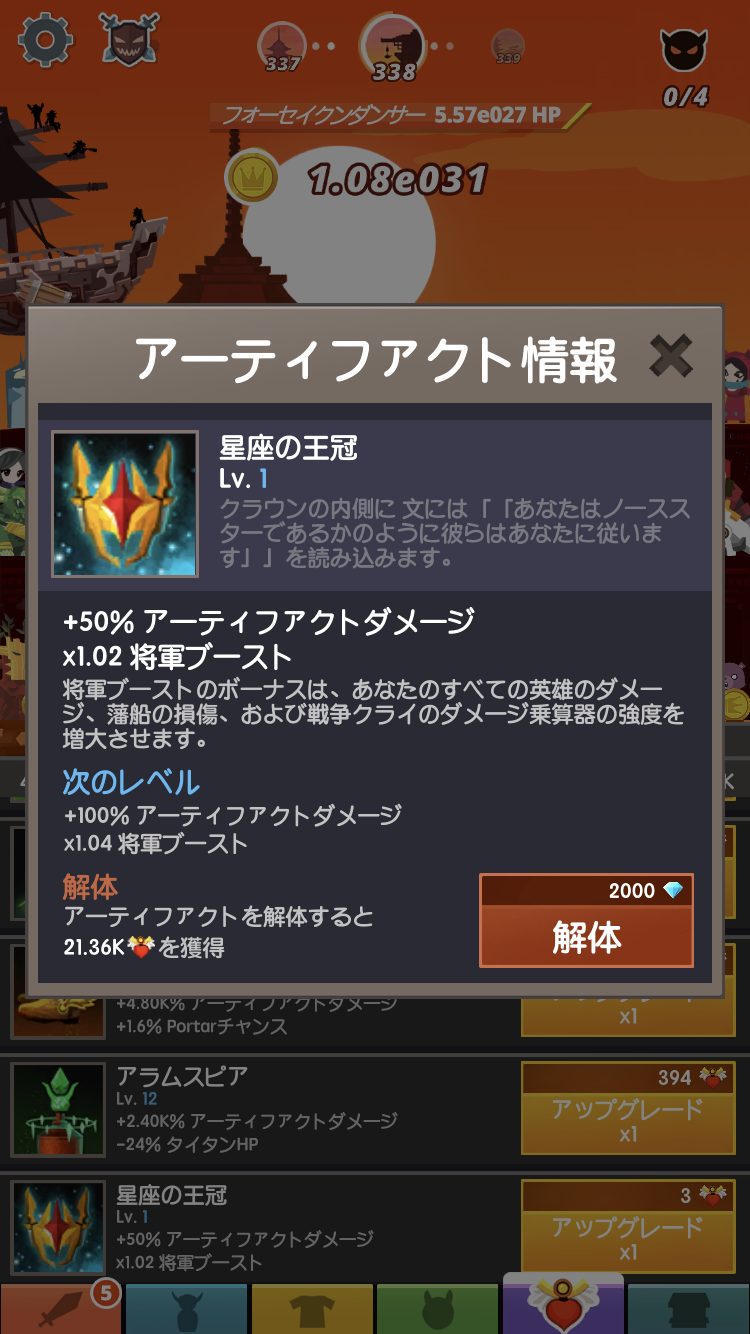 337
338
339
0/4
フォーセイクンダンサー 5.57e027 HP
1.08e031
アーティファクト情報
星座の王冠
Lv. 1
クラウンの内側に 文には「「あなたはノースス
ターであるかのように彼らはあなたに従いま
す」」を読み込みます。
+50% アーティファクトダメージ
x1.02 将軍ブースト
将軍ブーストのボーナスは、あなたのすべての英雄のダメー
ジ、藩船の損傷、および戦争クライのダメージ乗算器の強度を
増大させます。
次のレベル
+100% アーティファクトダメージ
x1.04 将軍ブースト
解体
アーティファクトを解体すると
21.36K を獲得
2000
解体
+4.80K% アーティファクトダメージ
+1.6% Portarチャンス
x1
アラムスピア
Lv. 12
+2.40K% アーティファクトダメージ
-24% タイタンHP
394
アップグレード
x1
星座の王冠
Lv. 1
+50% アーティファクトダメージ
x1.02 将軍ブースト
3
アップグレード
x1
5